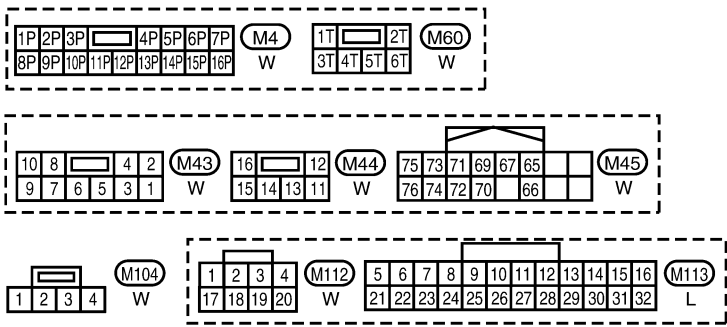 1P 2P 3P 4P 5P 6P 7P M4
8P 9P 10P 11P 12P 13P 14P 15P 16P W
1T 2T M60
3T 4T 5T 6T W
10 8 4 2 M43
9 7 6 5 3 1 W
16 12 M44
15 14 13 11 W
75 73 71 69 67 65 M45
76 74 72 70 66 W
M104
1 2 3 4 W
1 2 3 4 M112
17 18 19 20 W
5 6 7 8 9 10 11 12 13 14 15 16 M113
21 22 23 24 25 26 27 28 29 30 31 32 L